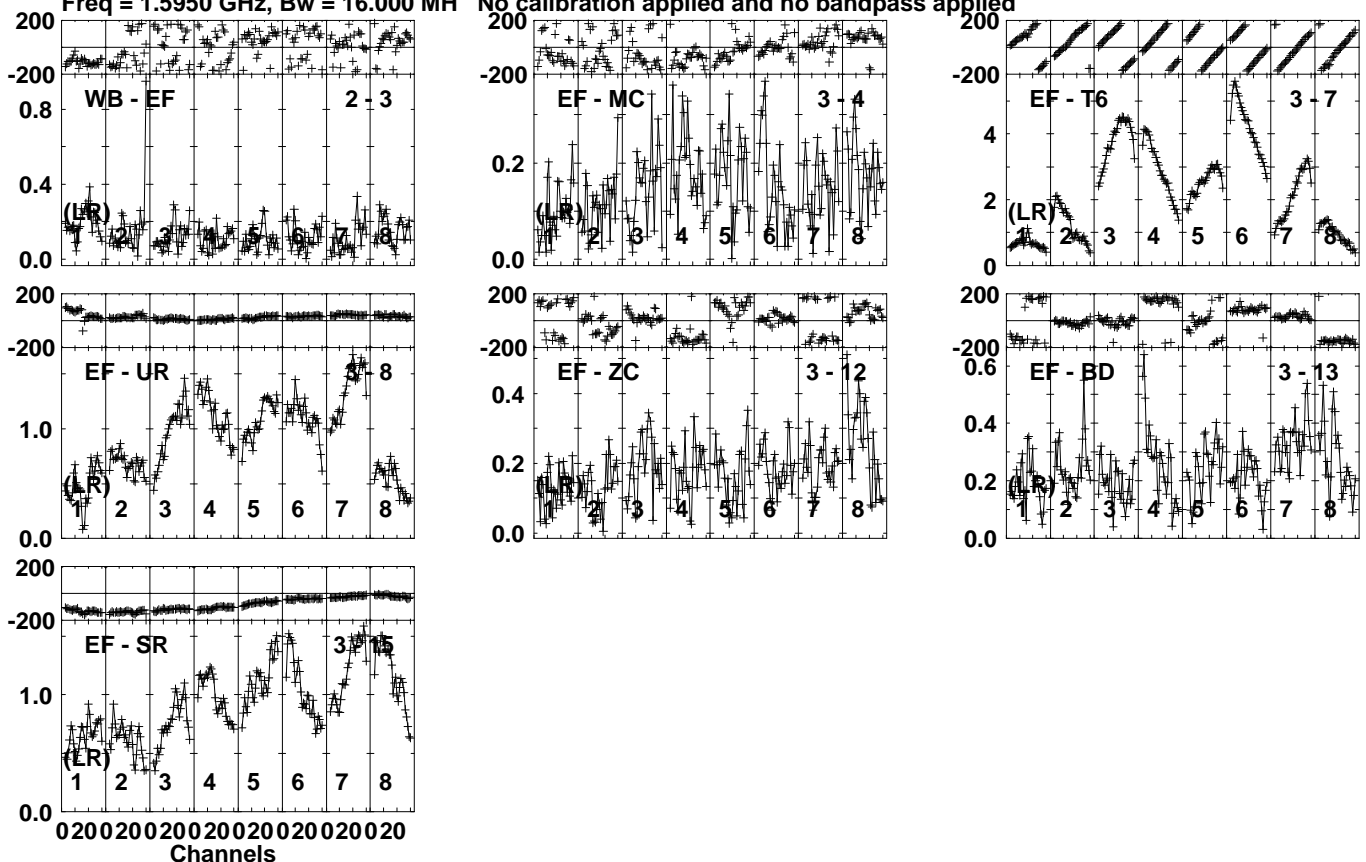 Freq = 1.5950 GHz, Bw = 16.000 MH No calibration applied and no bandpass applied
200
-200
WB - EF 2 - 3
0.8
0.4
0.0
(LR)
1 2 3 4 5 6 7 8
200
-200
EF - MC 3 - 4
0.2
0.0
(LR)
1 2 3 4 5 6 7 8
200
-200
EF - T6 3 - 7
4
2
0
(LR)
1 2 3 4 5 6 7 8
200
-200
EF - UR 3 - 8
1.0
0.0
(LR)
1 2 3 4 5 6 7 8
200
-200
EF - ZC 3 - 12
0.4
0.2
0.0
(LR)
1 2 3 4 5 6 7 8
200
-200
EF - BD 3 - 13
0.6
0.4
0.2
0.0
(LR)
1 2 3 4 5 6 7 8
200
-200
EF - SR 3 - 15
1.0
0.0
(LR)
1 2 3 4 5 6 7 8
0 20 0 20 0 20 0 20 0 20 0 20 0 20 0 20
Channels